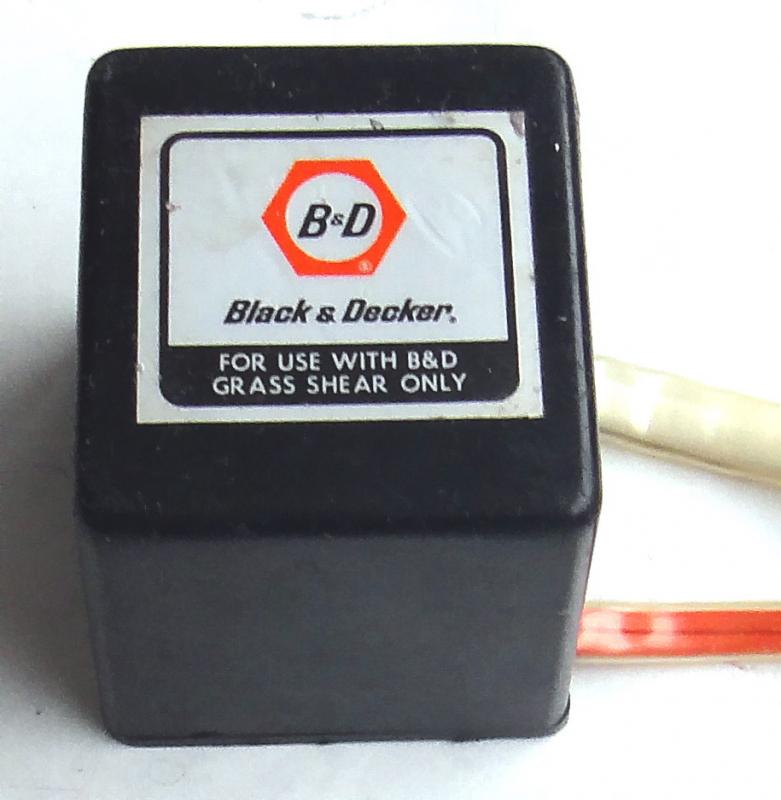 B&D
®
Black & Decker®
FOR USE WITH B&D
GRASS SHEAR ONLY